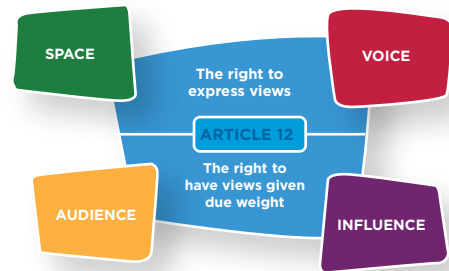 SPACE
VOICE
The right to
express views
ARTICLE 12
The right to
have views given
due weight
AUDIENCE
INFLUENCE